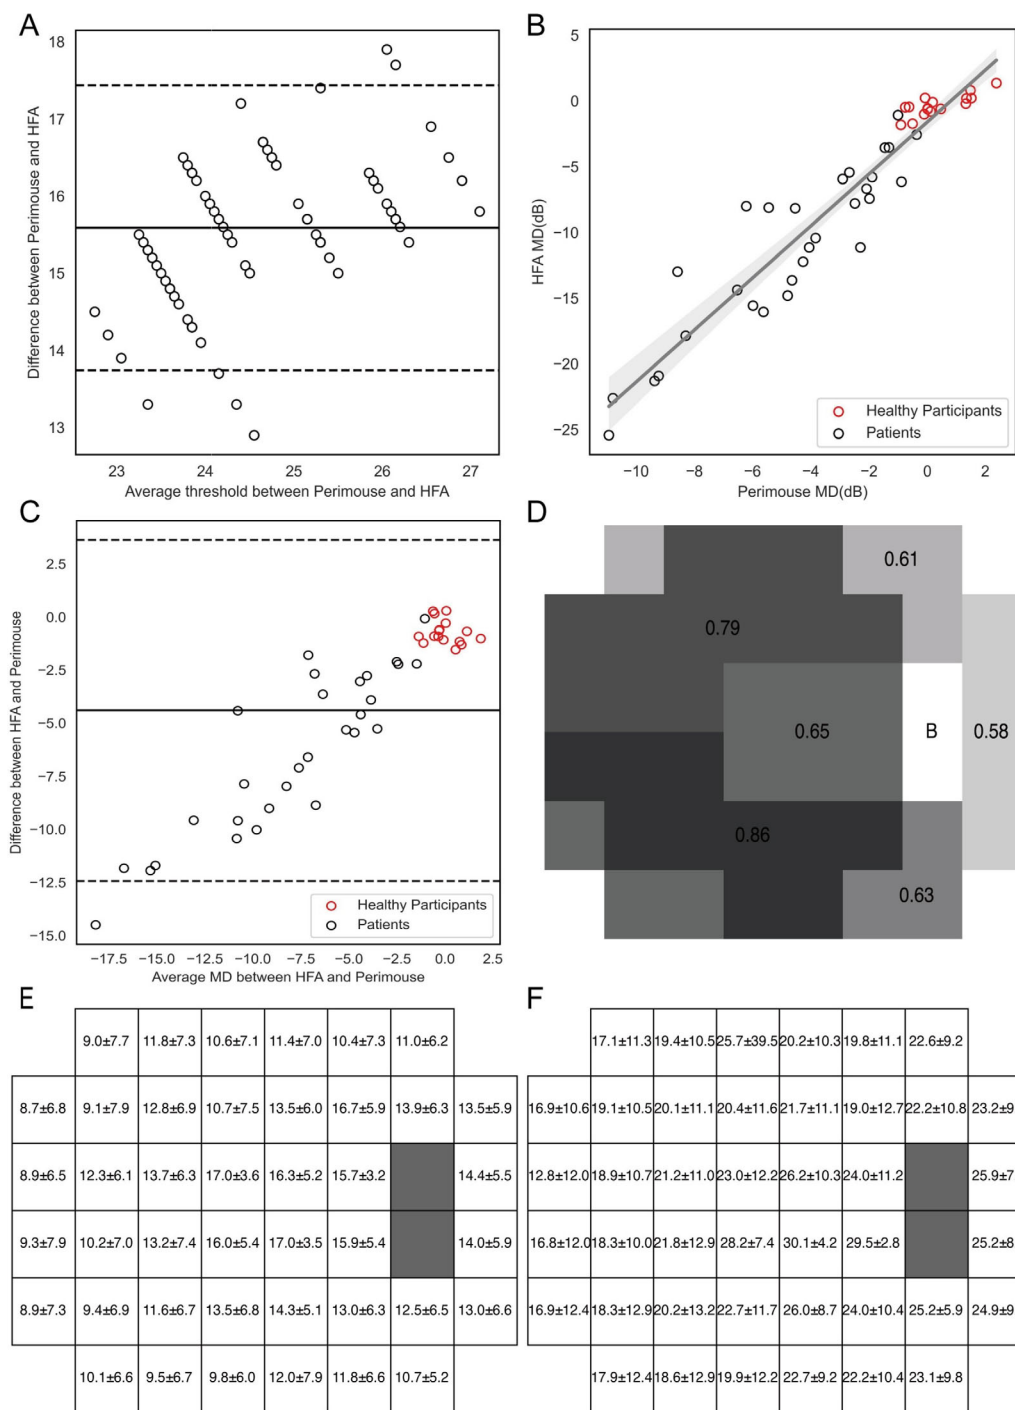 A
18
17
16
15
14
13
Difference between Perimouse and HFA
23 24 25 26 27
Average threshold between Perimouse and HFA
B
5
0
−5
−10
−15
−20
−25
HFA MD(dB)
Healthy Participants
Patients
−10 −8 −6 −4 −2 0 2
Perimouse MD(dB)
C
2.5
0.0
−2.5
−5.0
−7.5
−10.0
−12.5
−15.0
Difference between HFA and Perimouse
Healthy Participants
Patients
−17.5 −15.0 −12.5 −10.0 −7.5 −5.0 −2.5 0.0 2.5
Average MD between HFA and Perimouse
D
0.61
0.79
0.65 B 0.58
0.86
0.63
E
9.0±7.7 11.8±7.3 10.6±7.1 11.4±7.0 10.4±7.3 11.0±6.2
8.7±6.8 9.1±7.9 12.8±6.9 10.7±7.5 13.5±6.0 16.7±5.9 13.9±6.3 13.5±5.9
8.9±6.5 12.3±6.1 13.7±6.3 17.0±3.6 16.3±5.2 15.7±3.2 14.4±5.5
9.3±7.9 10.2±7.0 13.2±7.4 16.0±5.4 17.0±3.5 15.9±5.4 14.0±5.9
8.9±7.3 9.4±6.9 11.6±6.7 13.5±6.8 14.3±5.1 13.0±6.3 12.5±6.5 13.0±6.6
10.1±6.6 9.5±6.7 9.8±6.0 12.0±7.9 11.8±6.6 10.7±5.2
F
17.1±11.3 19.4±10.5 25.7±39.5 20.2±10.3 19.8±11.1 22.6±9.2
16.9±10.6 19.1±10.5 20.1±11.1 20.4±11.6 21.7±11.1 19.0±12.7 22.2±10.8 23.2±9
12.8±12.0 18.9±10.7 21.2±11.0 23.0±12.2 26.2±10.3 24.0±11.2 25.9±7
16.8±12.0 18.3±10.0 21.8±12.9 28.2±7.4 30.1±4.2 29.5±2.8 25.2±8
16.9±12.4 18.3±12.9 20.2±13.2 22.7±11.7 26.0±8.7 24.0±10.4 25.2±5.9 24.9±9
17.9±12.4 18.6±12.9 19.9±12.2 22.7±9.2 22.2±10.4 23.1±9.8